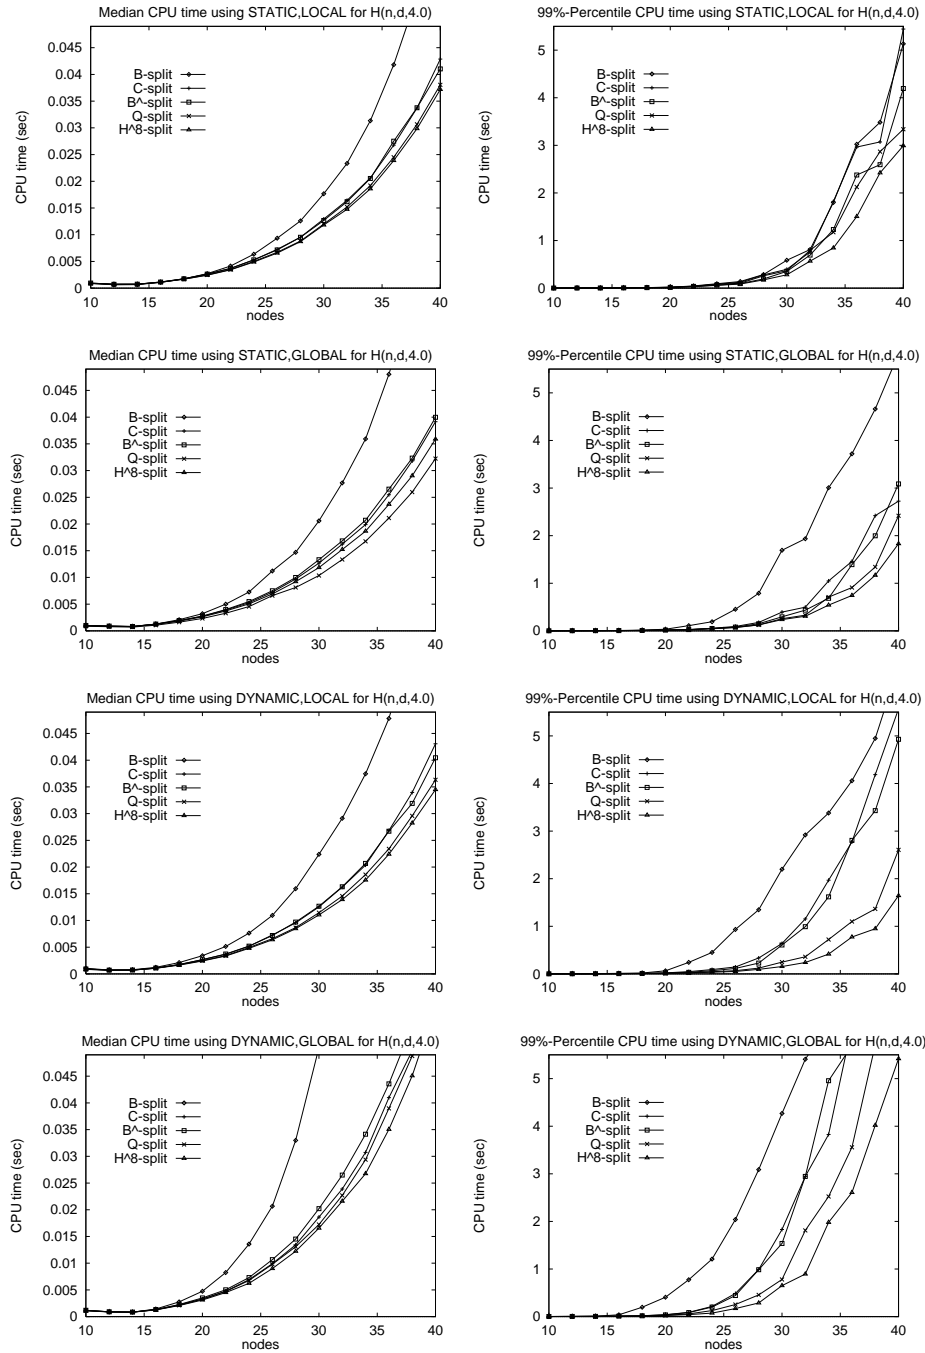 Median CPU time using STATIC,LOCAL for H(n,d,4.0)
CPU time (sec)
0.045
0.04
0.035
0.03
0.025
0.02
0.015
0.01
0.005
0
B-split
C-split
B^-split
Q-split
H^8-split
10 15 20 25 30 35 40
nodes
99%-Percentile CPU time using STATIC,LOCAL for H(n,d,4.0)
CPU time (sec)
5
4
3
2
1
0
B-split
C-split
B^-split
Q-split
H^8-split
10 15 20 25 30 35 40
nodes
Median CPU time using STATIC,GLOBAL for H(n,d,4.0)
CPU time (sec)
0.045
0.04
0.035
0.03
0.025
0.02
0.015
0.01
0.005
0
B-split
C-split
B^-split
Q-split
H^8-split
10 15 20 25 30 35 40
nodes
99%-Percentile CPU time using STATIC,GLOBAL for H(n,d,4.0)
CPU time (sec)
5
4
3
2
1
0
B-split
C-split
B^-split
Q-split
H^8-split
10 15 20 25 30 35 40
nodes
Median CPU time using DYNAMIC,LOCAL for H(n,d,4.0)
CPU time (sec)
0.045
0.04
0.035
0.03
0.025
0.02
0.015
0.01
0.005
0
B-split
C-split
B^-split
Q-split
H^8-split
10 15 20 25 30 35 40
nodes
99%-Percentile CPU time using DYNAMIC,LOCAL for H(n,d,4.0)
CPU time (sec)
5
4
3
2
1
0
B-split
C-split
B^-split
Q-split
H^8-split
10 15 20 25 30 35 40
nodes
Median CPU time using DYNAMIC,GLOBAL for H(n,d,4.0)
CPU time (sec)
0.045
0.04
0.035
0.03
0.025
0.02
0.015
0.01
0.005
0
B-split
C-split
B^-split
Q-split
H^8-split
10 15 20 25 30 35 40
nodes
99%-Percentile CPU time using DYNAMIC,GLOBAL for H(n,d,4.0)
CPU time (sec)
5
4
3
2
1
0
B-split
C-split
B^-split
Q-split
H^8-split
10 15 20 25 30 35 40
nodes